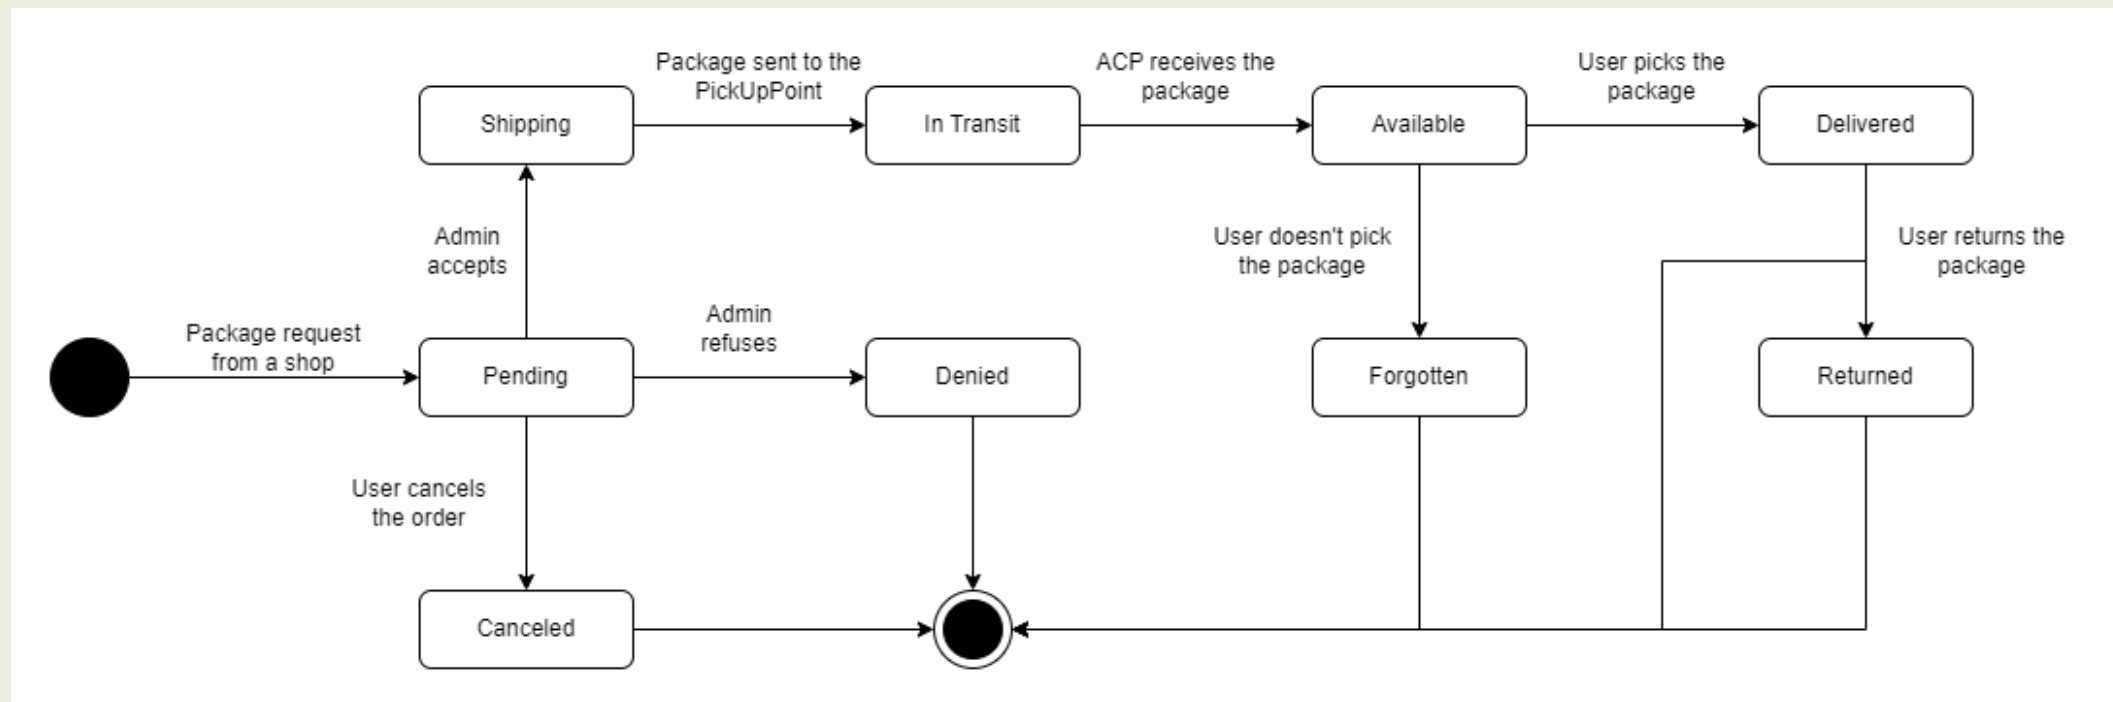 Package sent to the
PickUpPoint
ACP receives the
package
User picks the
package
Shipping
In Transit
Available
Delivered
Admin
accepts
User doesn't pick
the package
User returns the
package
Package request
from a shop
Admin
refuses
Pending
Denied
Forgotten
Returned
User cancels
the order
Canceled